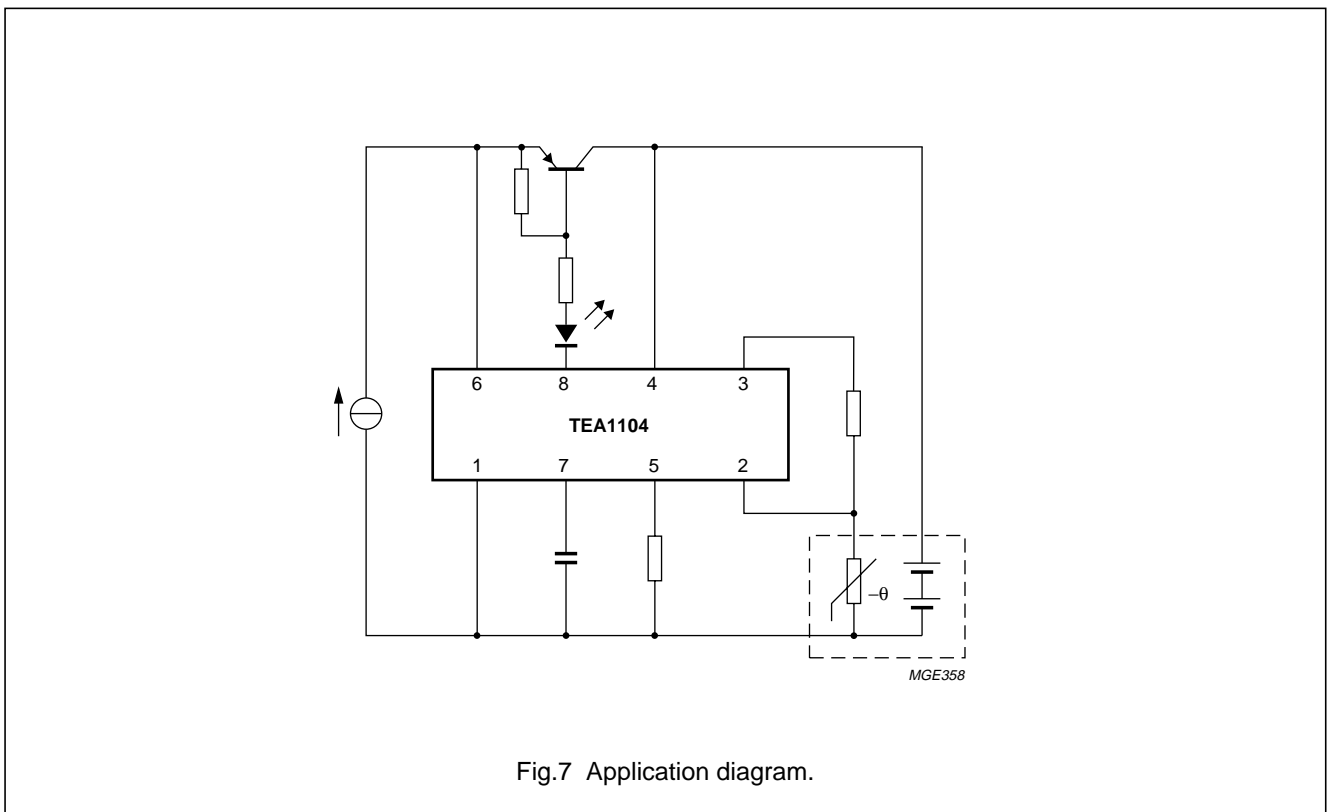 6 8 4 3
TEA1104
1 7 5 2
–θ
MGE358
Fig.7 Application diagram.